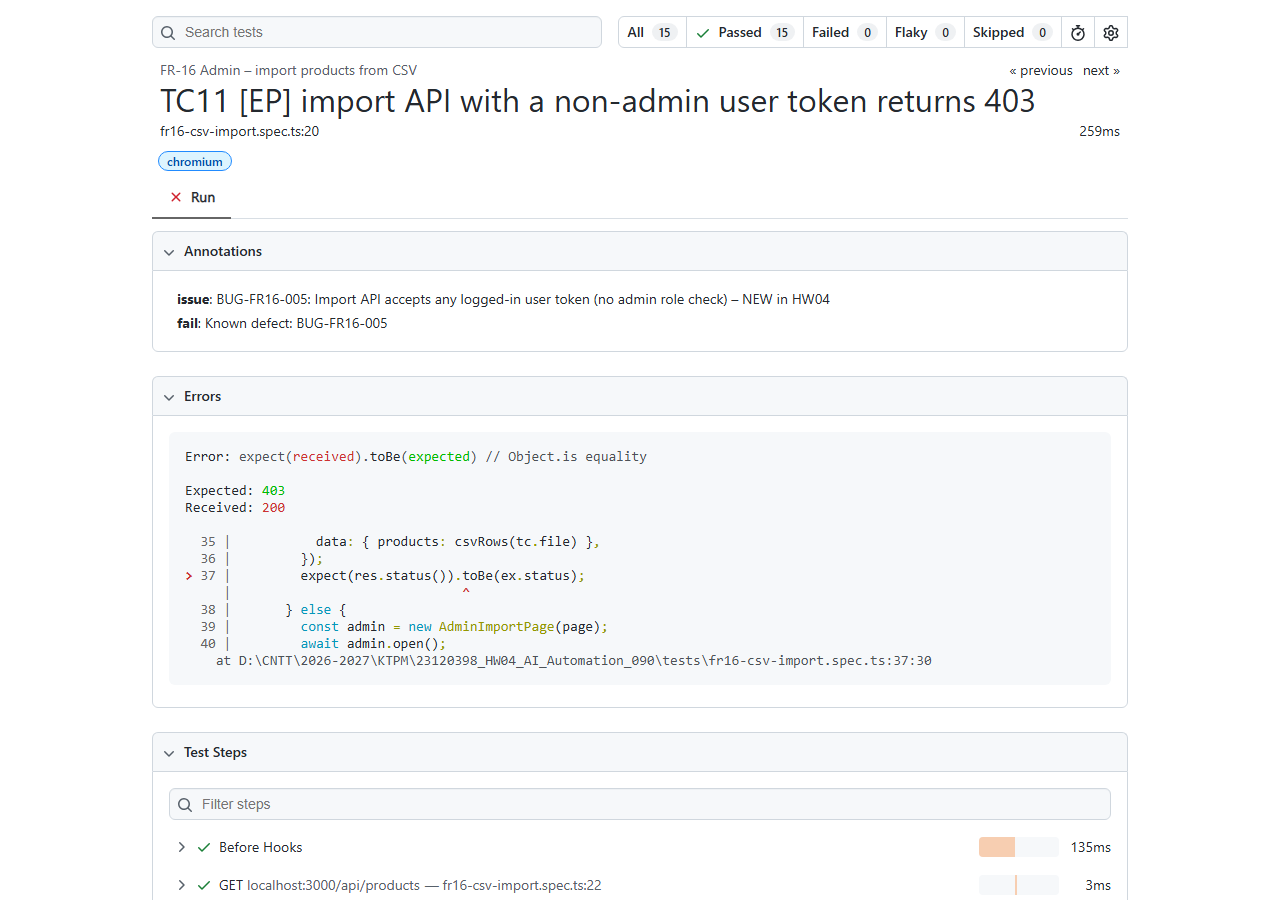 Search tests
All 15 Passed 15 Failed 0 Flaky 0 Skipped 0
FR-16 Admin – import products from CSV
« previous next »
TC11 [EP] import API with a non-admin user token returns 403
fr16-csv-import.spec.ts:20
259ms
chromium
Run
Annotations
issue: BUG-FR16-005: Import API accepts any logged-in user token (no admin role check) – NEW in HW04
fail: Known defect: BUG-FR16-005
Errors
Error: expect(received).toBe(expected) // Object.is equality
Expected: 403
Received: 200
35 |           data: { products: csvRows(tc.file) },
36 |         });
> 37 |         expect(res.status()).toBe(ex.status);
|                              ^
38 |       } else {
39 |         const admin = new AdminImportPage(page);
40 |         await admin.open();
at D:\CNTT\2026-2027\KTPM\23120398_HW04_AI_Automation_090\tests\fr16-csv-import.spec.ts:37:30
Test Steps
Filter steps
Before Hooks 135ms
GET localhost:3000/api/products — fr16-csv-import.spec.ts:22 3ms